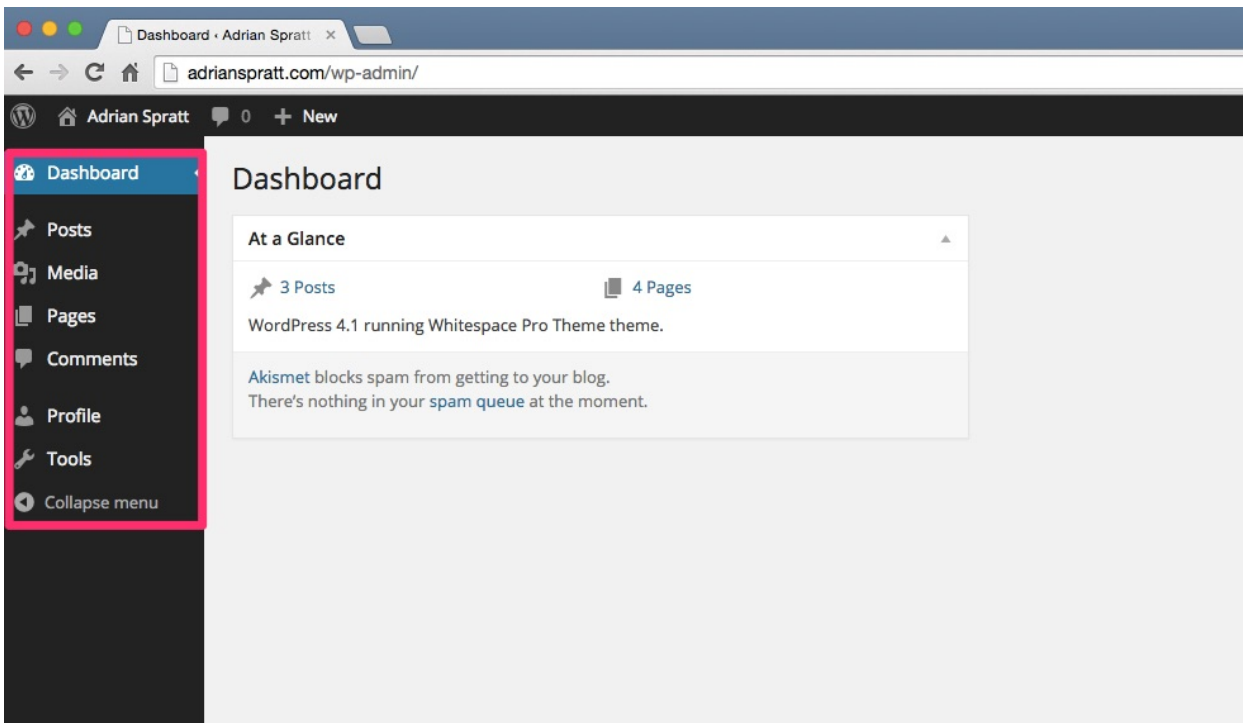 Dashboard ‹ Adrian Spratt
adrianspratt.com/wp-admin/
Adrian Spratt 0 + New
Dashboard
Posts
Media
Pages
Comments
Profile
Tools
Collapse menu
Dashboard
At a Glance
3 Posts 4 Pages
WordPress 4.1 running Whitespace Pro Theme theme.
Akismet blocks spam from getting to your blog.
There's nothing in your spam queue at the moment.